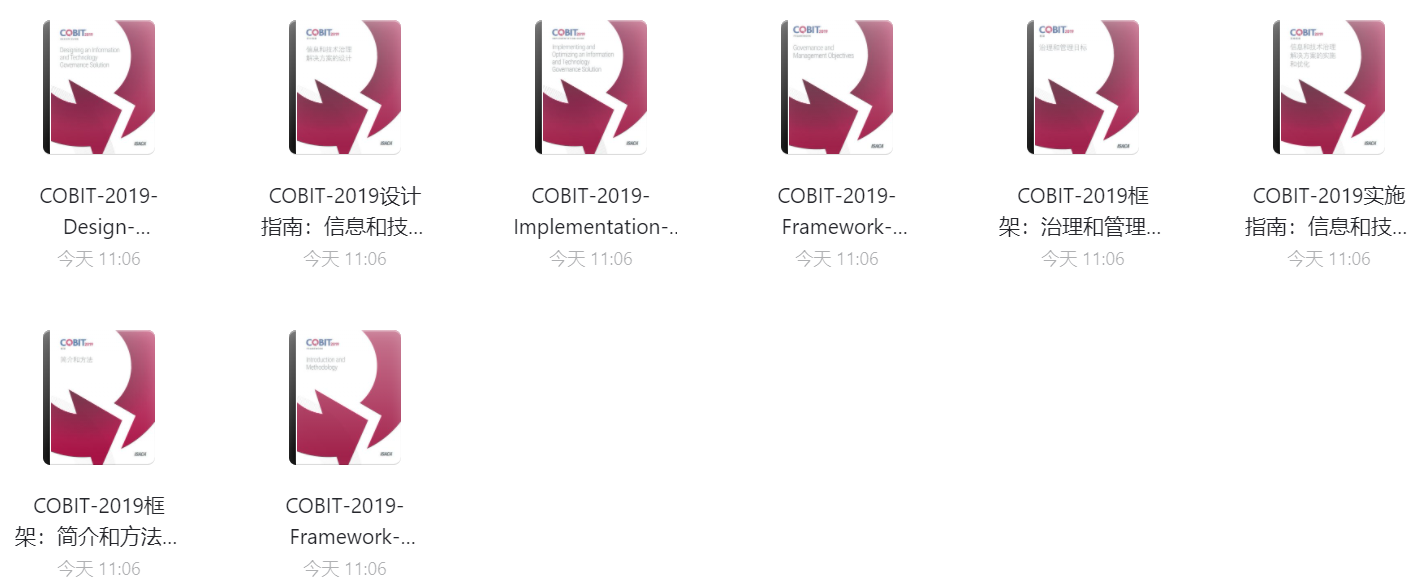 COBIT 2019
Designing an Information
and Technology
Governance Solution
ISACA
COBIT-2019-
Design-...
今天 11:06
COBIT 2019
信息和技术治理
解决方案的设计
ISACA
COBIT-2019设计
指南：信息和技...
今天 11:06
COBIT 2019
Implementing and
Optimizing an Information
and Technology
Governance Solution
ISACA
COBIT-2019-
Implementation-..
今天 11:06
COBIT 2019
Governance and
Management Objectives
ISACA
COBIT-2019-
Framework-...
今天 11:06
COBIT 2019
治理和管理目标
ISACA
COBIT-2019框
架：治理和管理...
今天 11:06
COBIT 2019
信息和技术治理
解决方案的实施
和优化
ISACA
COBIT-2019实施
指南：信息和技...
今天 11:06
COBIT 2019
简介和方法
ISACA
COBIT-2019框
架：简介和方法...
今天 11:06
COBIT 2019
Introduction and
Methodology
ISACA
COBIT-2019-
Framework-...
今天 11:06